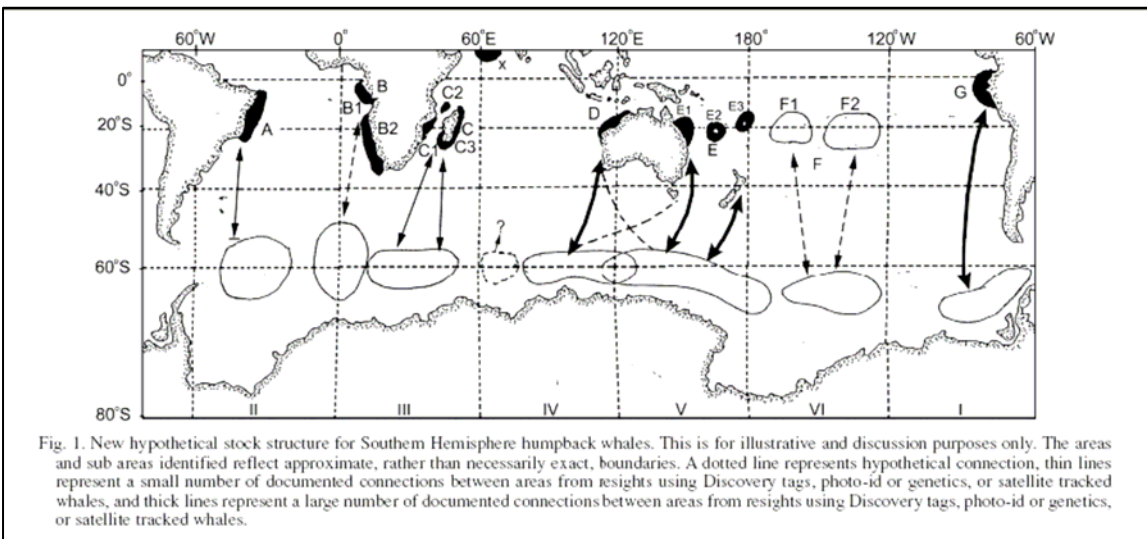 60°W 0° 60°E 120°E 180° 120°W 60°W
0°
20°S
40°S
60°S
80°S
A
B
B1
B2
C2
C
C1
C3
x
D
E1
E2
E3
E
F1
F2
F
G
?
II III IV V VI I
Fig. 1. New hypothetical stock structure for Southern Hemisphere humpback whales. This is for illustrative and discussion purposes only. The areas
and sub areas identified reflect approximate, rather than necessarily exact, boundaries. A dotted line represents hypothetical connection, thin lines
represent a small number of documented connections between areas from resights using Discovery tags, photo-id or genetics, or satellite tracked
whales, and thick lines represent a large number of documented connections between areas from resights using Discovery tags, photo-id or genetics,
or satellite tracked whales.